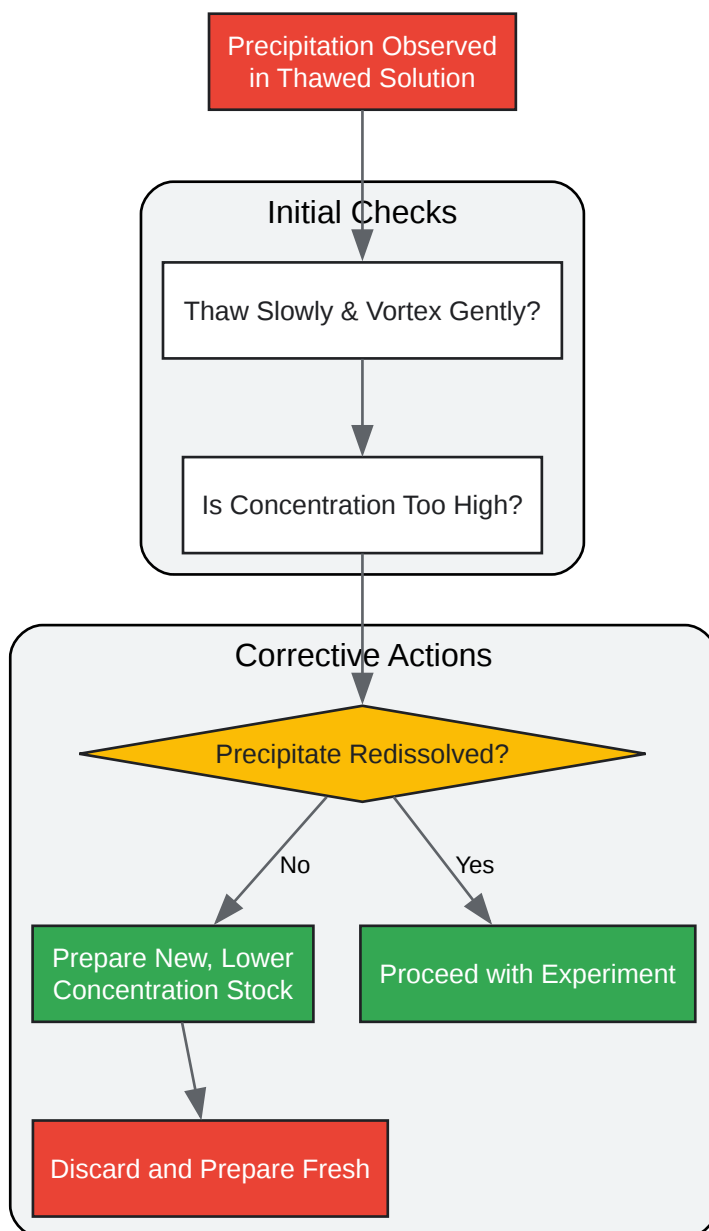 Precipitation Observed
in Thawed Solution
Initial Checks
Thaw Slowly & Vortex Gently?
Is Concentration Too High?
Corrective Actions
Precipitate Redissolved?
No
Yes
Prepare New, Lower
Concentration Stock
Proceed with Experiment
Discard and Prepare Fresh